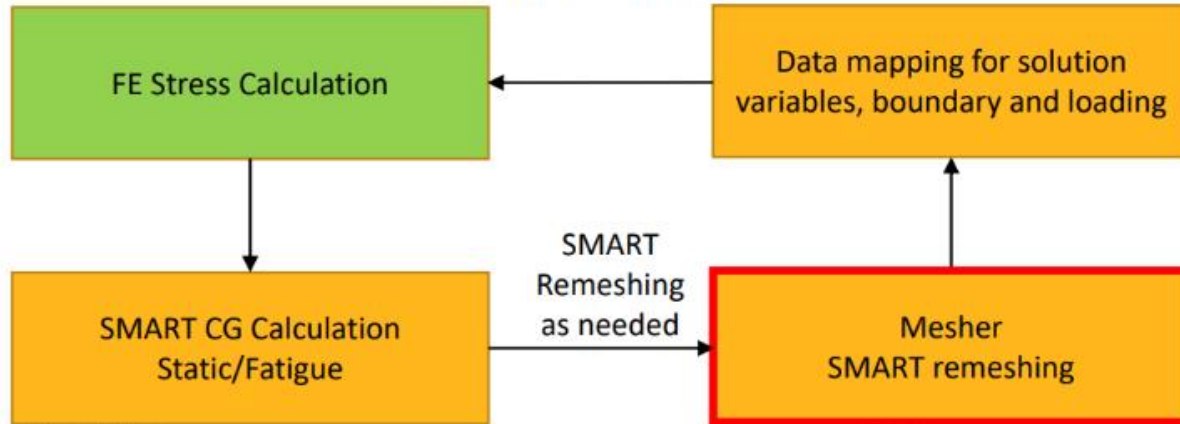 FE Stress Calculation
Data mapping for solution
variables, boundary and loading
SMART
Remeshing
as needed
SMART CG Calculation
Static/Fatigue
Mesher
SMART remeshing